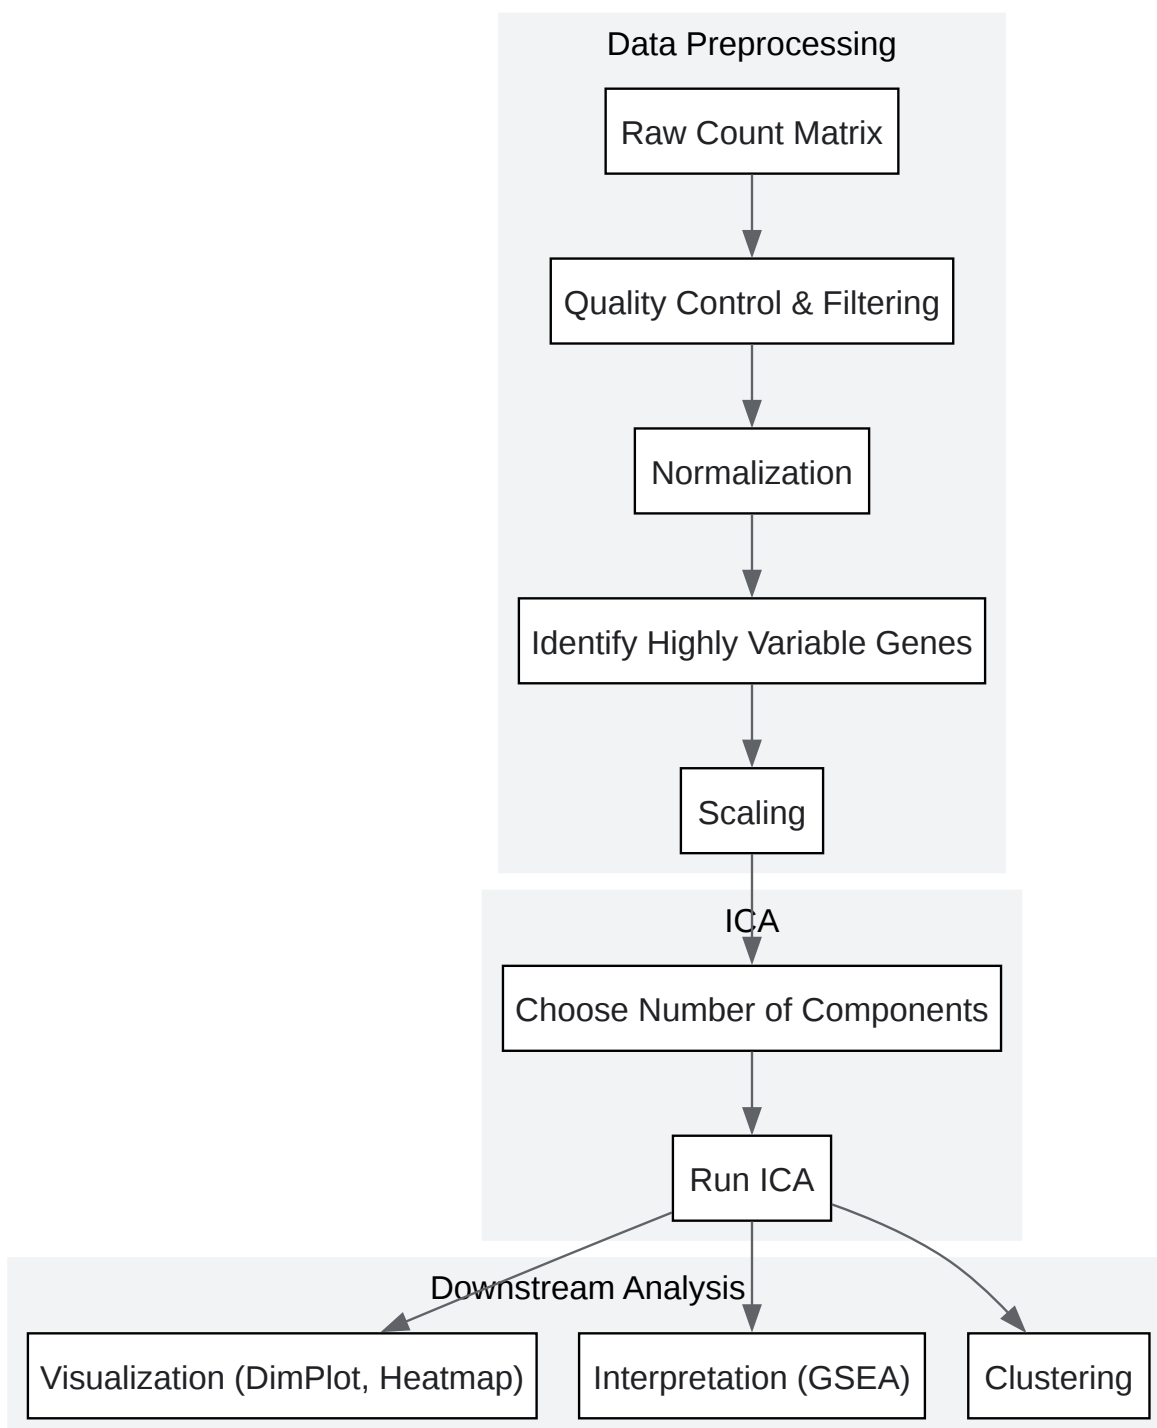 Data Preprocessing
Raw Count Matrix
Quality Control & Filtering
Normalization
Identify Highly Variable Genes
Scaling
ICA
Choose Number of Components
Run ICA
Downstream Analysis
Visualization (DimPlot, Heatmap)
Interpretation (GSEA)
Clustering